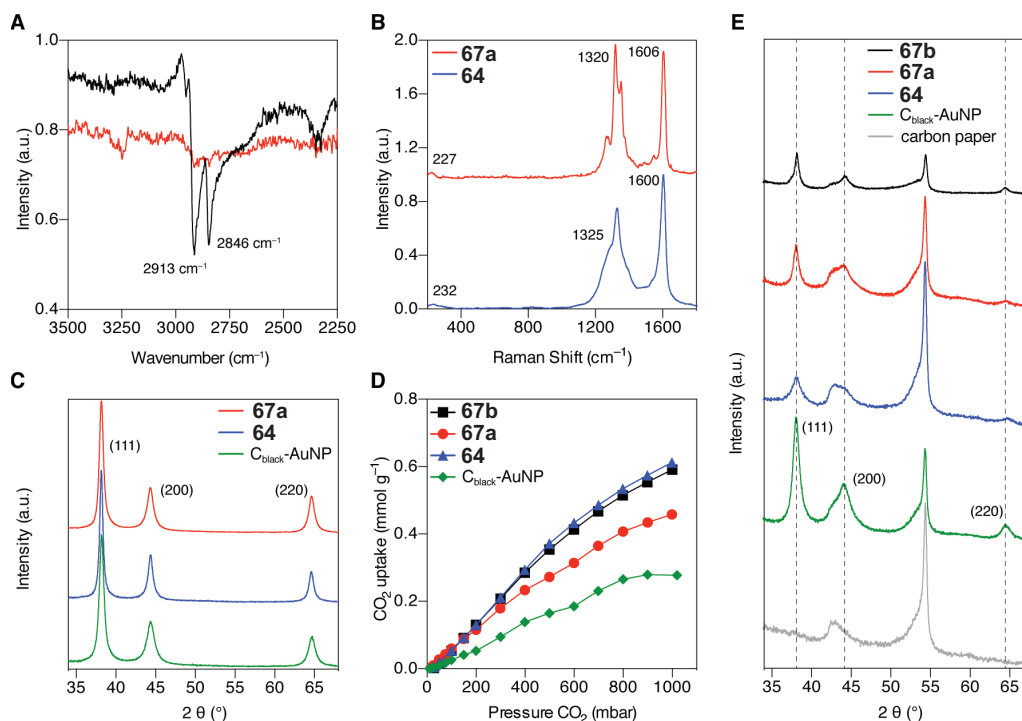 A
1.0
0.8
0.6
0.4
Intensity (a.u.)
2846 cm⁻¹
2913 cm⁻¹
3500 3250 3000 2750 2500 2250
Wavenumber (cm⁻¹)
B
67a
64
2.0
1.6
1.2
0.8
0.4
0.0
Intensity (a.u.)
1320
1606
227
1600
1325
232
400 800 1200 1600
Raman Shift (cm⁻¹)
C
67a
64
C_black-AuNP
(111)
(200)
(220)
Intensity (a.u.)
35 40 45 50 55 60 65
2 θ (°)
D
67b
67a
64
C_black-AuNP
0.8
0.6
0.4
0.2
0.0
CO₂ uptake (mmol g⁻¹)
0 200 400 600 800 1000
Pressure CO₂ (mbar)
E
67b
67a
64
C_black-AuNP
carbon paper
(111)
(200)
(220)
Intensity (a.u.)
35 40 45 50 55 60 65
2 θ (°)